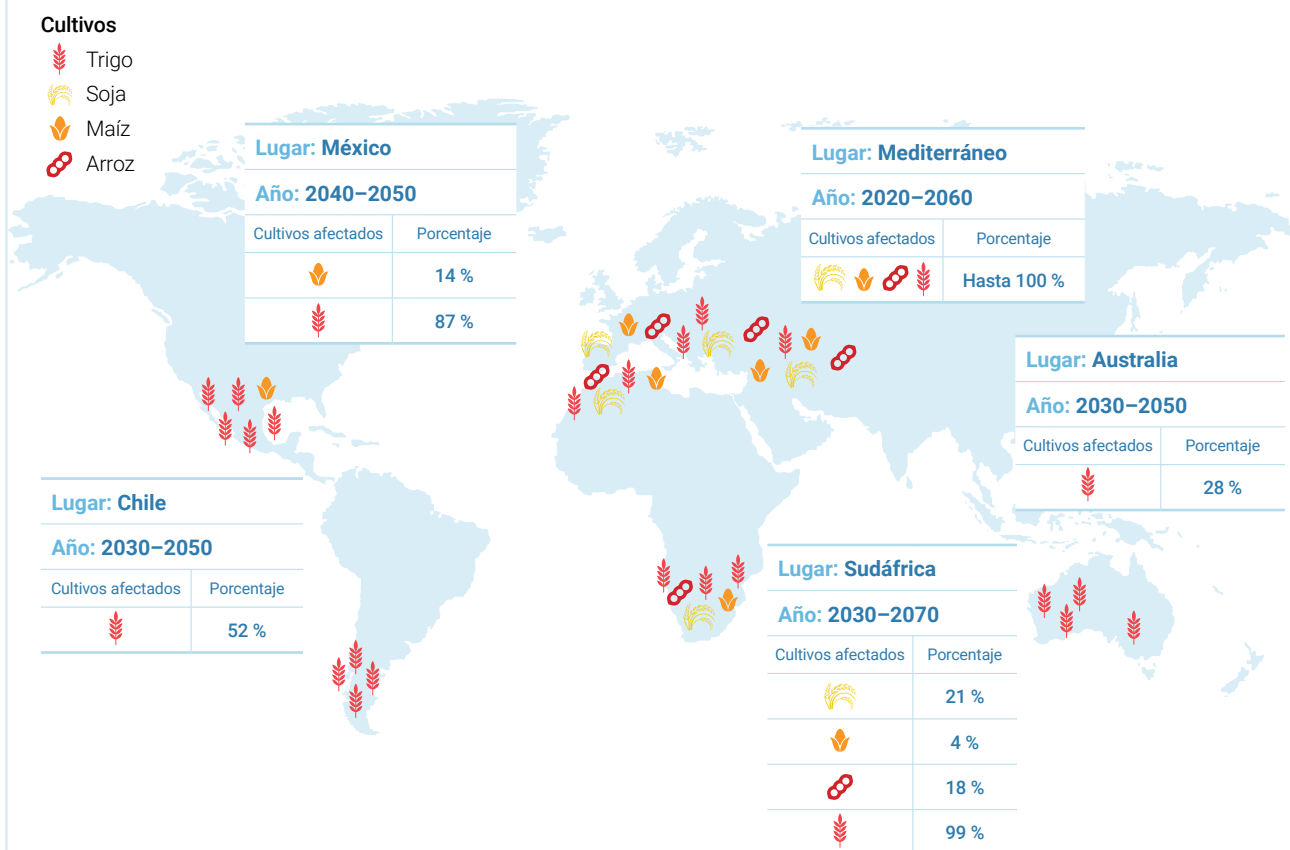 Cultivos
Trigo
Soja
Maíz
Arroz
Lugar: México
Año: 2040–2050
Cultivos afectados Porcentaje
14 %
87 %
Lugar: Mediterráneo
Año: 2020–2060
Cultivos afectados Porcentaje
Hasta 100 %
Lugar: Australia
Año: 2030–2050
Cultivos afectados Porcentaje
28 %
Lugar: Chile
Año: 2030–2050
Cultivos afectados Porcentaje
52 %
Lugar: Sudáfrica
Año: 2030–2070
Cultivos afectados Porcentaje
21 %
4 %
18 %
99 %